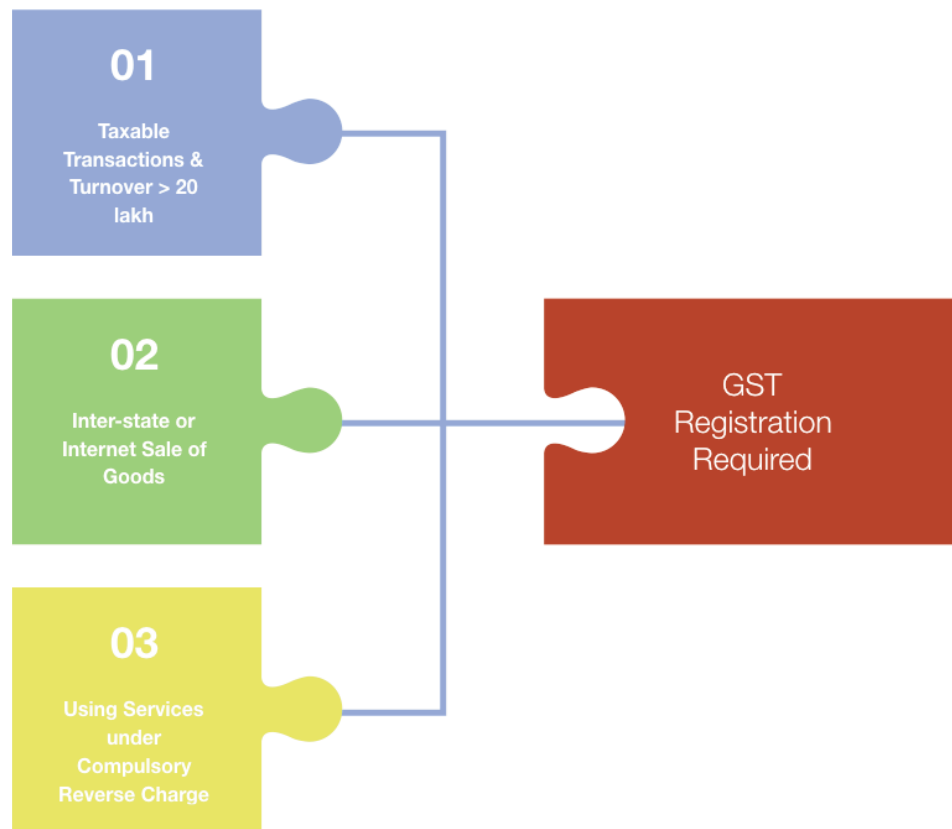 01
Taxable
Transactions &
Turnover > 20
lakh
02
Inter-state or
Internet Sale of
Goods
03
Using Services
under
Compulsory
Reverse Charge
GST
Registration
Required